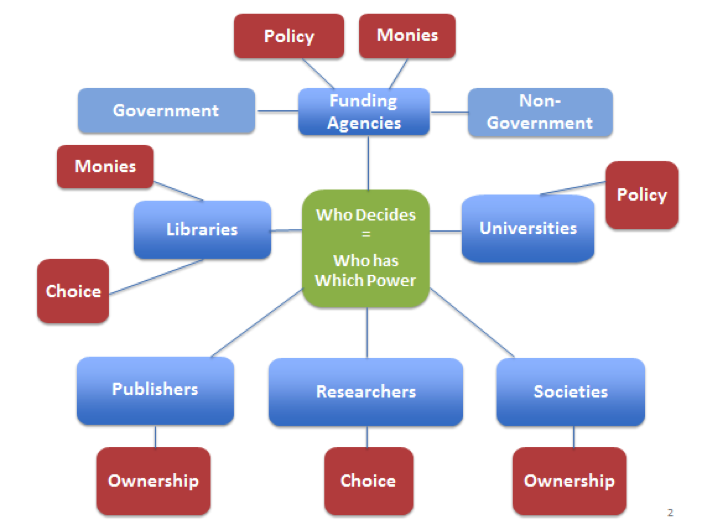 Policy
Monies
Government
Funding
Agencies
Non-
Government
Monies
Policy
Libraries
Who Decides
=
Who has
Which Power
Universities
Choice
Publishers
Researchers
Societies
Ownership
Choice
Ownership
2